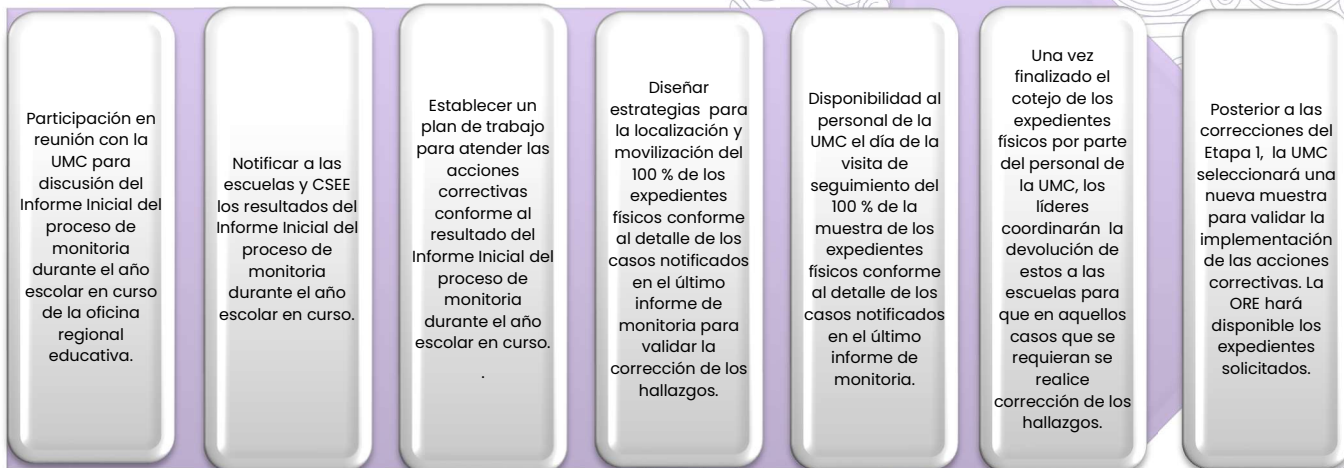 Participación en
reunión con la
UMC para
discusión del
Informe Inicial del
proceso de
monitoria
durante el año
escolar en curso
de la oficina
regional
educativa.
Notificar a las
escuelas y CSEE
los resultados del
Informe Inicial del
proceso de
monitoria
durante el año
escolar en curso.
Establecer un
plan de trabajo
para atender las
acciones
correctivas
conforme al
resultado del
Informe Inicial del
proceso de
monitoria
durante el año
escolar en curso.
.
Diseñar
estrategias para
la localización y
movilización del
100 % de los
expedientes
físicos conforme
al detalle de los
casos notificados
en el último
informe de
monitoria para
validar la
corrección de los
hallazgos.
Disponibilidad al
personal de la
UMC el día de la
visita de
seguimiento del
100 % de la
muestra de los
expedientes
físicos conforme
al detalle de los
casos notificados
en el último
informe de
monitoria.
Una vez
finalizado el
cotejo de los
expedientes
físicos por parte
del personal de
la UMC, los
líderes
coordinarán la
devolución de
estos a las
escuelas para
que en aquellos
casos que se
requieran se
realice
corrección de los
hallazgos.
Posterior a las
correcciones del
Etapa 1, la UMC
seleccionará una
nueva muestra
para validar la
implementación
de las acciones
correctivas. La
ORE hará
disponible los
expedientes
solicitados.